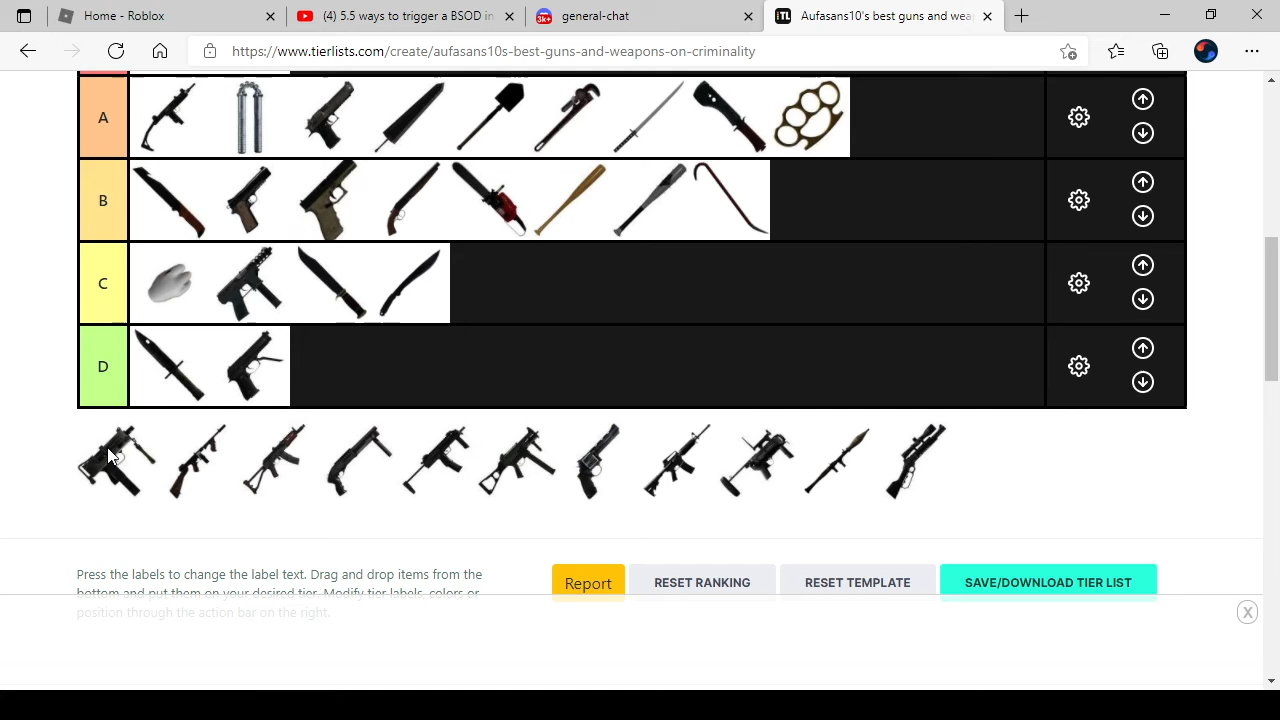 Home - Roblox
(4) 5.5 ways to trigger a BSOD in
3k+
general-chat
iTL
Aufasans10's best guns and wea
https://www.tierlists.com/create/aufasans10s-best-guns-and-weapons-on-criminality
A
B
C
D
Press the labels to change the label text. Drag and drop items from the
bottom and put them on your desired tier. Modify tier labels, colors or
position through the action bar on the right.
Report
RESET RANKING
RESET TEMPLATE
SAVE/DOWNLOAD TIER LIST
X